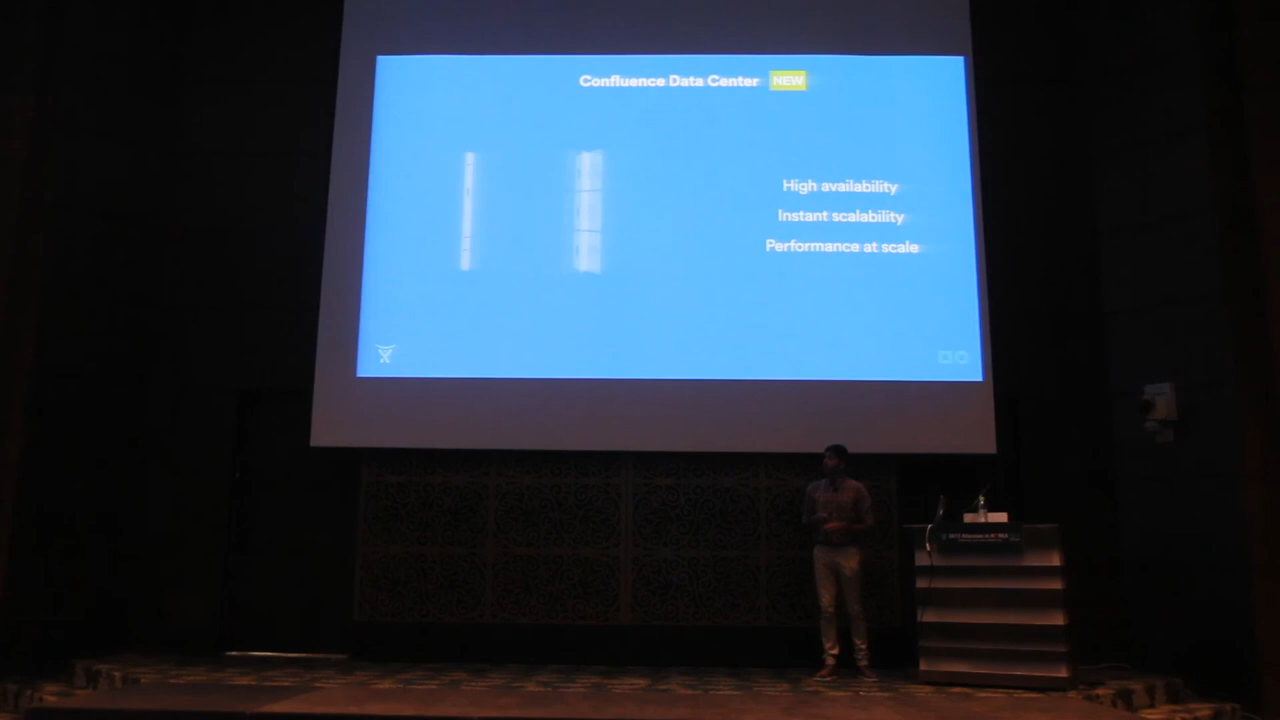 Confluence Data Center NEW
High availability
Instant scalability
Performance at scale